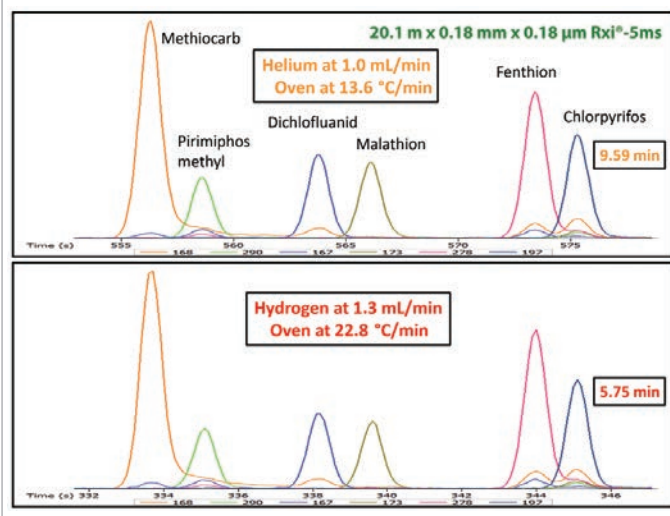 20.1 m x 0.18 mm x 0.18 µm Rxi®-5ms
Methiocarb
Helium at 1.0 mL/min
Oven at 13.6 °C/min
Fenthion
Pirimiphos
methyl
Dichlofluanid
Malathion
Chlorpyrifos
9.59 min
Time (s) 555 560 565 570 575
168 290 167 173 278 197
Hydrogen at 1.3 mL/min
Oven at 22.8 °C/min
5.75 min
Time (s) 332 334 336 338 340 342 344 346
168 290 167 173 278 197